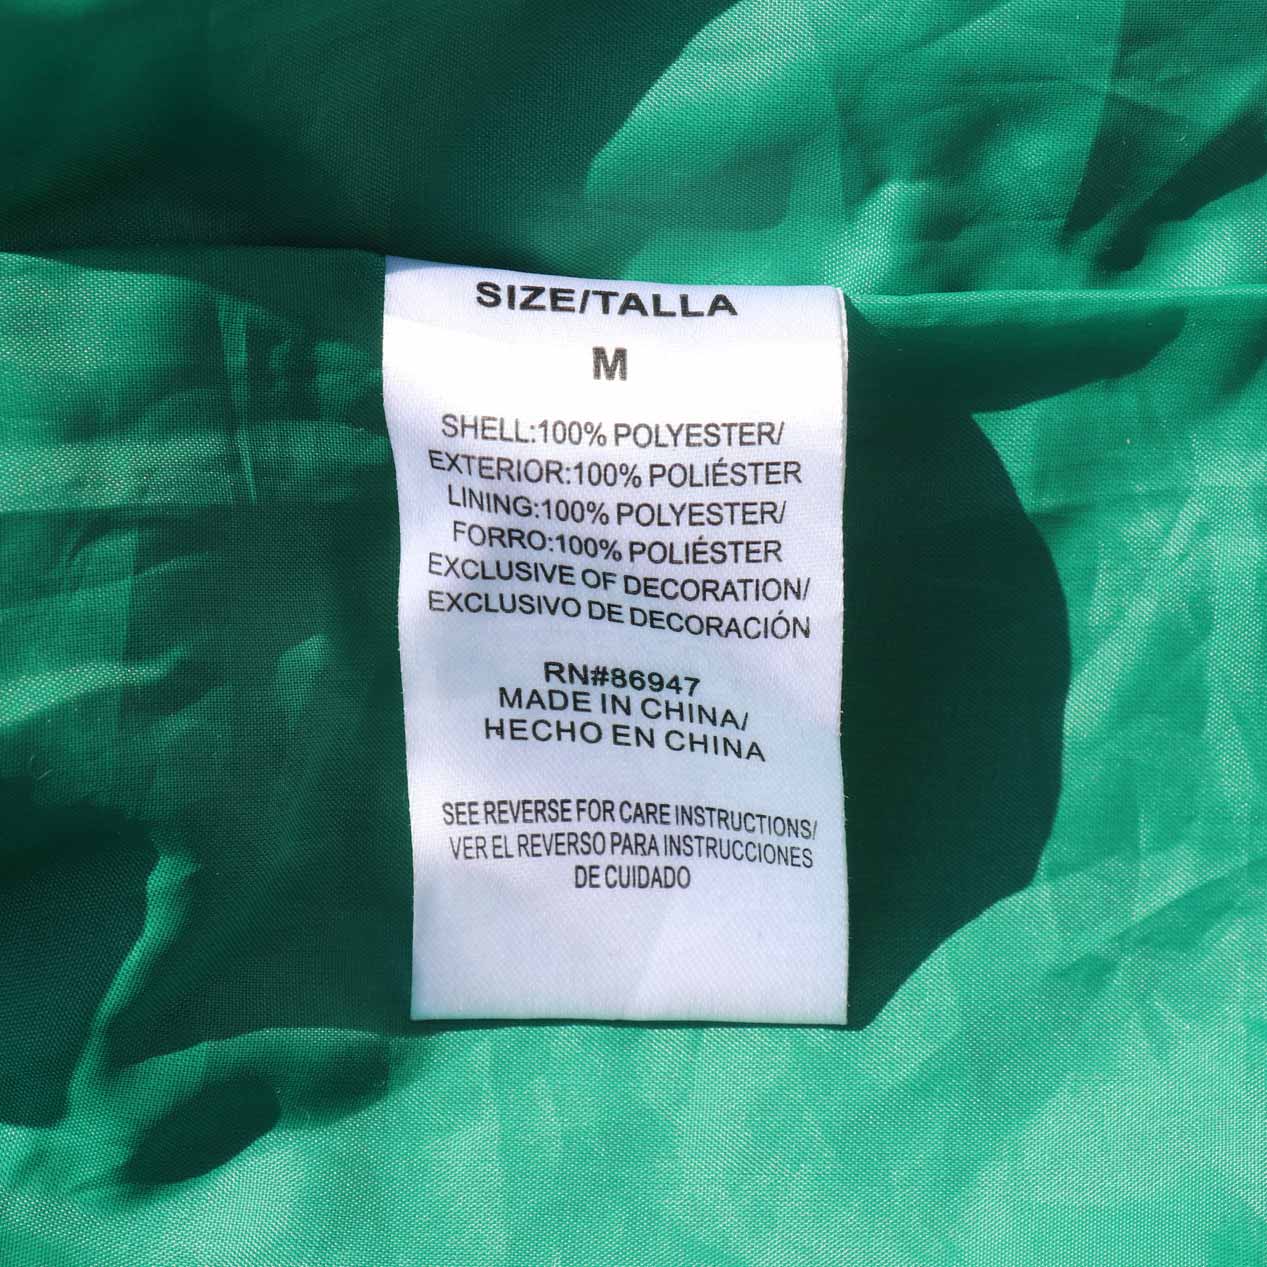 SIZE/TALLA
M
SHELL:100% POLYESTER/
EXTERIOR:100% POLIÉSTER
LINING:100% POLYESTER/
FORRO:100% POLIÉSTER
EXCLUSIVE OF DECORATION/
EXCLUSIVO DE DECORACIÓN
RN#86947
MADE IN CHINA/
HECHO EN CHINA
SEE REVERSE FOR CARE INSTRUCTIONS/
VER EL REVERSO PARA INSTRUCCIONES
DE CUIDADO